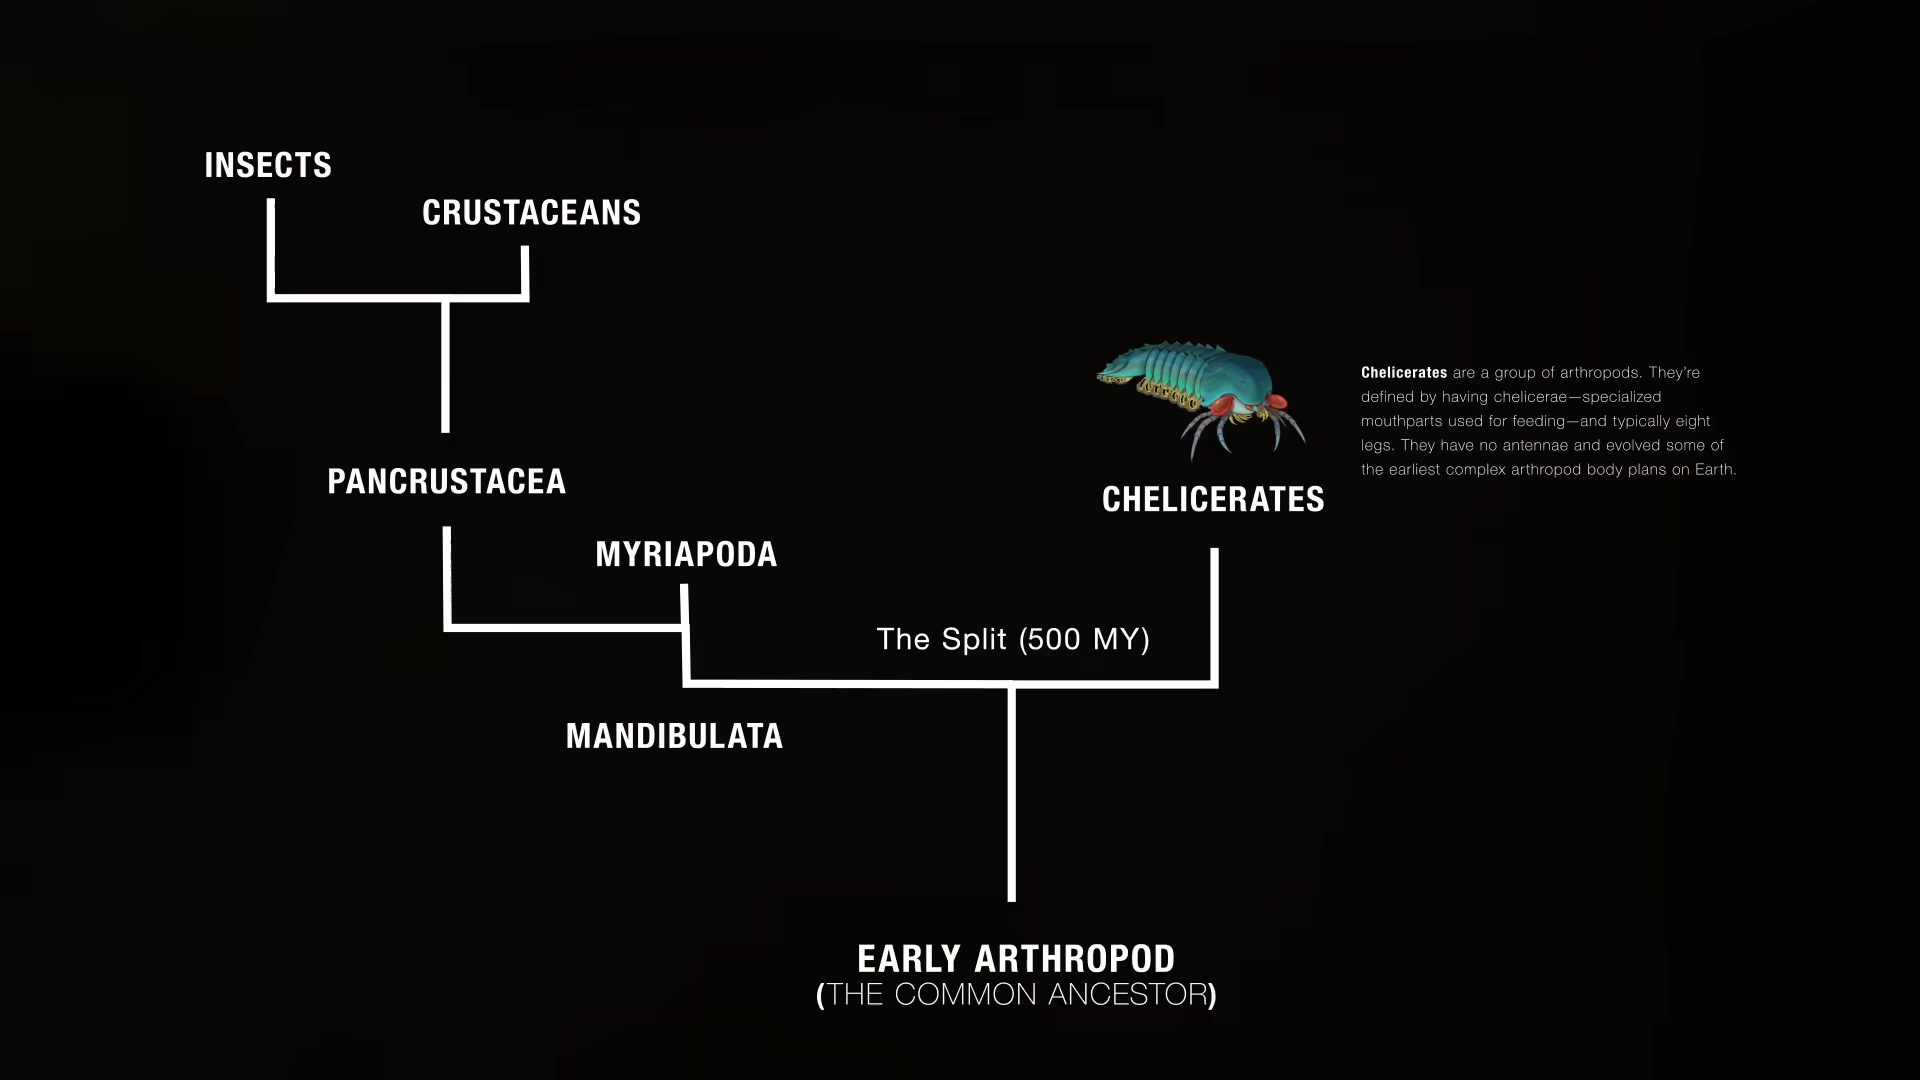 INSECTS
CRUSTACEANS
Chelicerates are a group of arthropods. They're
defined by having chelicerae—specialized
mouthparts used for feeding—and typically eight
legs. They have no antennae and evolved some of
the earliest complex arthropod body plans on Earth.
PANCRUSTACEA
CHELICERATES
MYRIAPODA
The Split (500 MY)
MANDIBULATA
EARLY ARTHROPOD
(THE COMMON ANCESTOR)